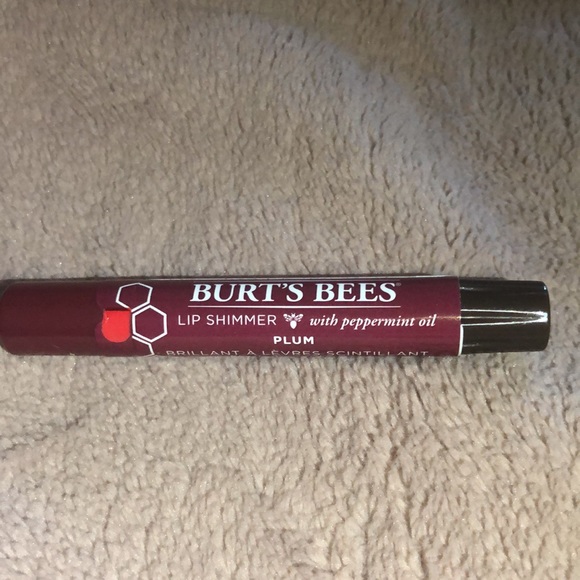 BURT'S BEES®
LIP SHIMMER with peppermint oil
PLUM
BRILLANT À LÈVRES SCINTILLANT